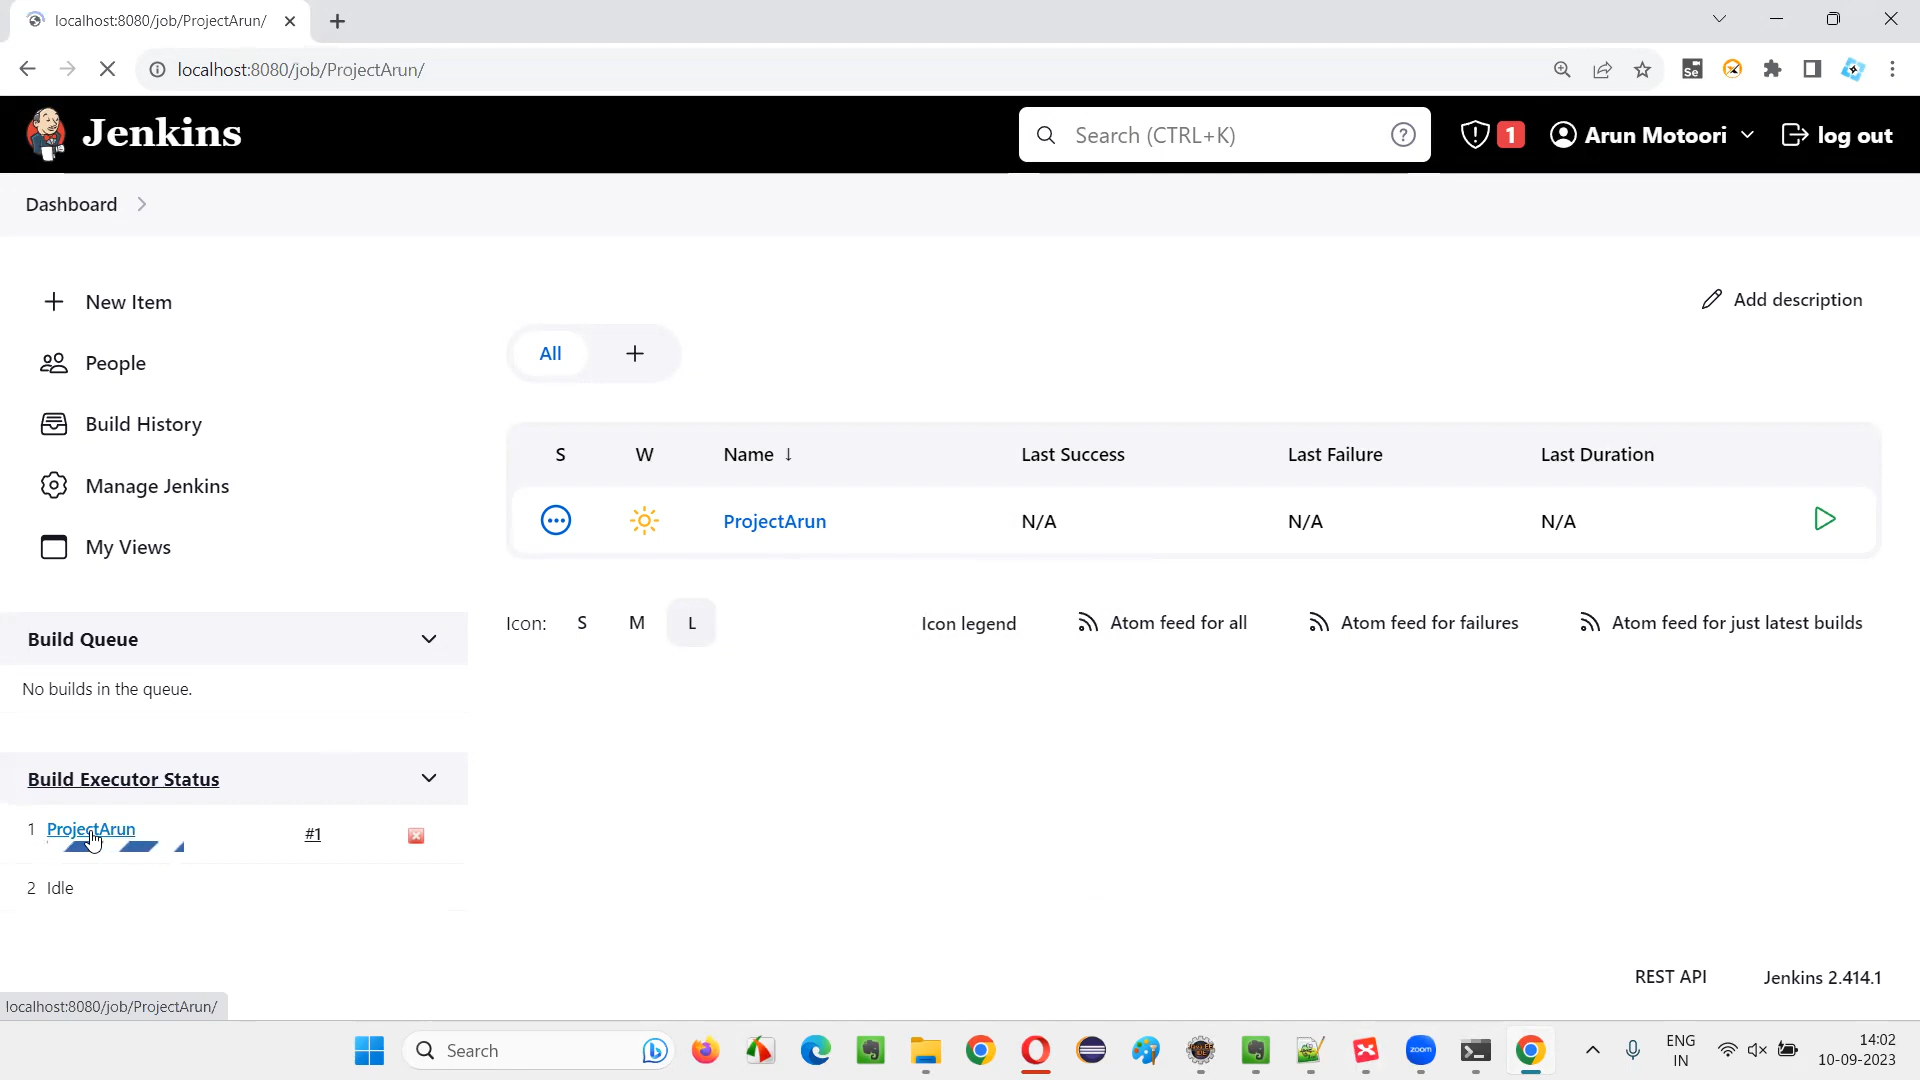 localhost:8080/job/ProjectArun/
localhost:8080/job/ProjectArun/
Se
Jenkins
Search (CTRL+K)
?
1
Arun Motoori
log out
Dashboard
New Item
People
Build History
Manage Jenkins
My Views
Add description
All
S W Name ↓ Last Success Last Failure Last Duration
ProjectArun N/A N/A N/A
Icon: S M L
Icon legend
Atom feed for all
Atom feed for failures
Atom feed for just latest builds
Build Queue
No builds in the queue.
Build Executor Status
1 ProjectArun #1
2 Idle
REST API
Jenkins 2.414.1
localhost:8080/job/ProjectArun/
Search
zoom
ENG
IN
14:02
10-09-2023